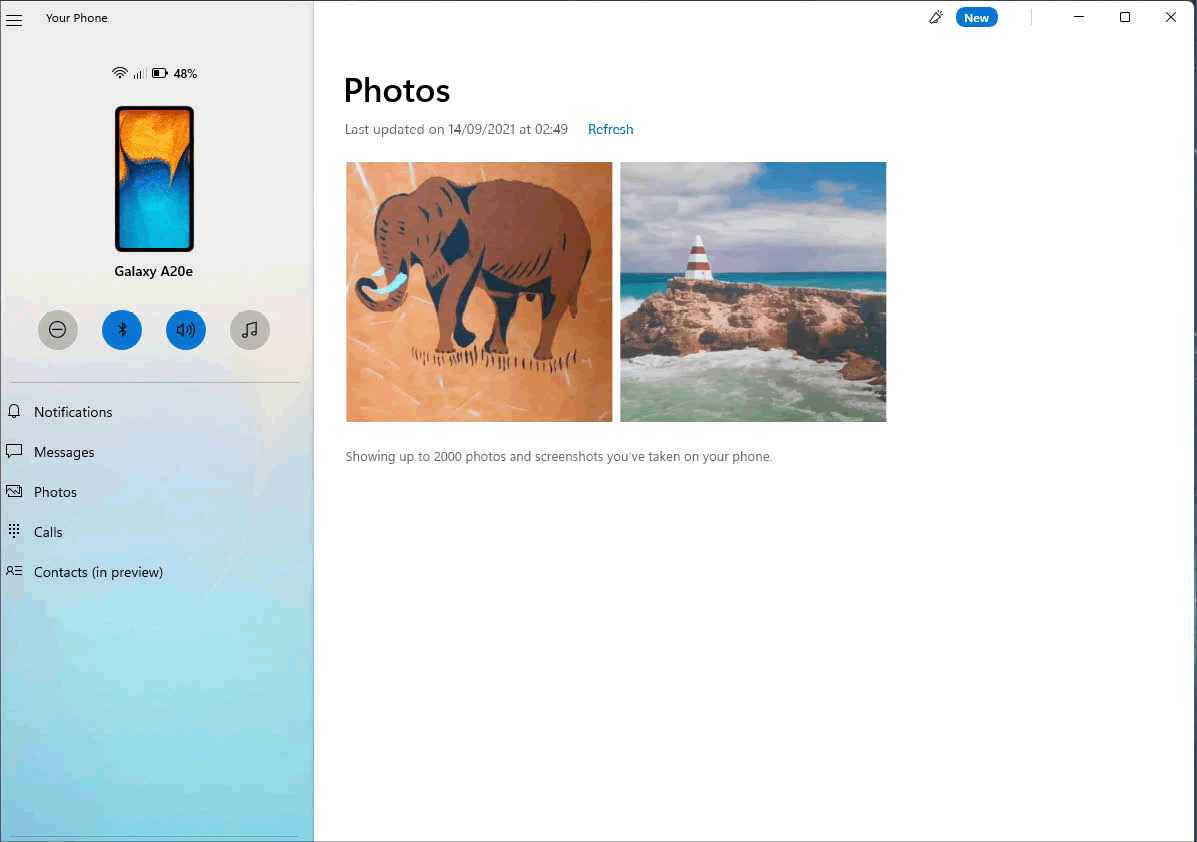 Your Phone
New
48%
Galaxy A20e
Notifications
Messages
Photos
Calls
Contacts (in preview)
Photos
Last updated on 14/09/2021 at 02:49 Refresh
Showing up to 2000 photos and screenshots you've taken on your phone.